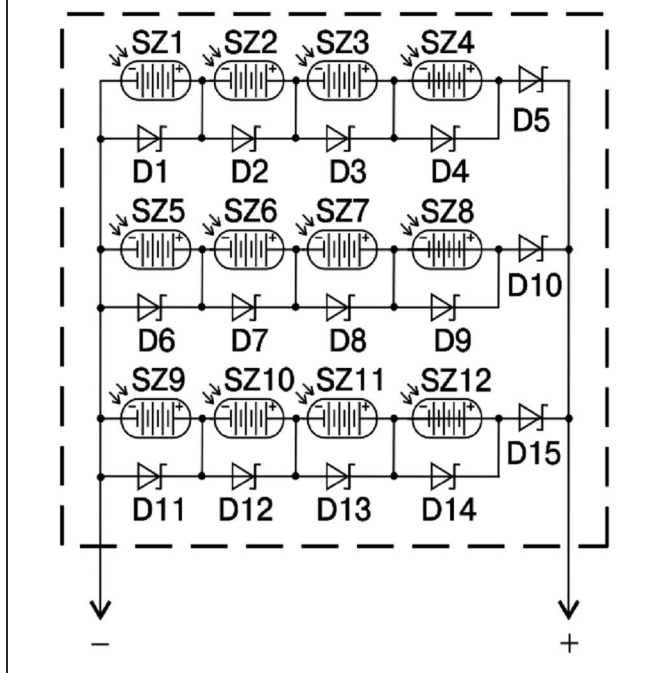 SZ1 SZ2 SZ3 SZ4
D5
D1 D2 D3 D4
SZ5 SZ6 SZ7 SZ8
D10
D6 D7 D8 D9
SZ9 SZ10 SZ11 SZ12
D15
D11 D12 D13 D14
− +